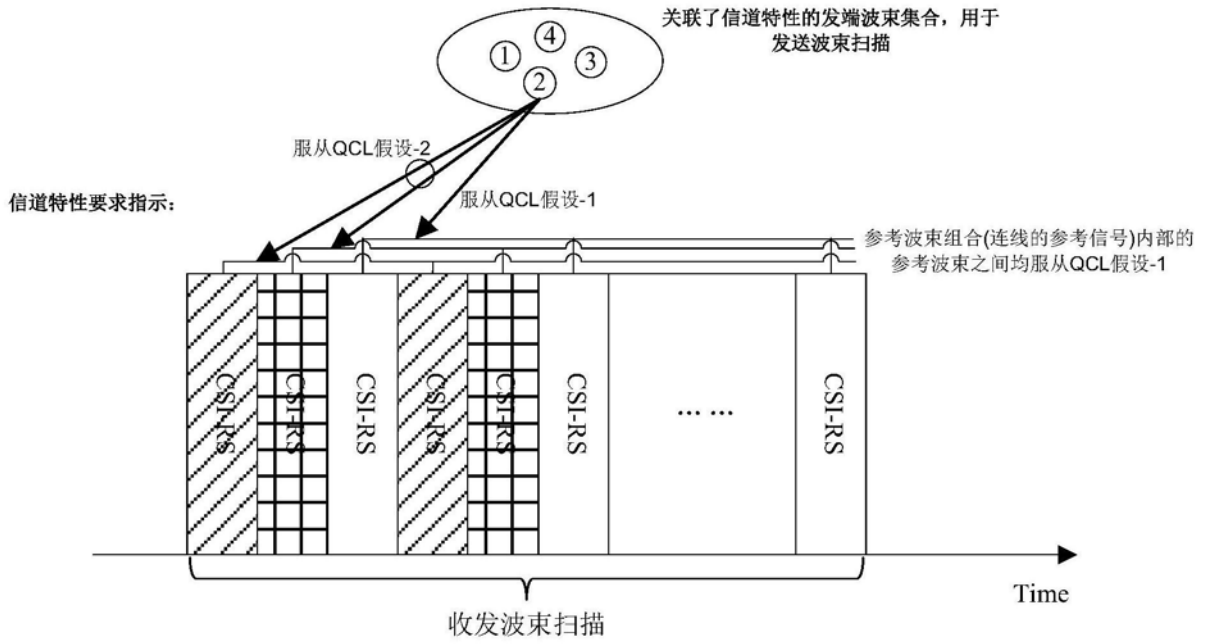 关联了信道特性的发端波束集合，用于
发送波束扫描
④
① ③
②
服从QCL假设-2
信道特性要求指示：
服从QCL假设-1
参考波束组合(连线的参考信号)内部的
参考波束之间均服从QCL假设-1
CSI-RS
CSI-RS
CSI-RS
CSI-RS
CSI-RS
CSI-RS
... ...
CSI-RS
Time
收发波束扫描